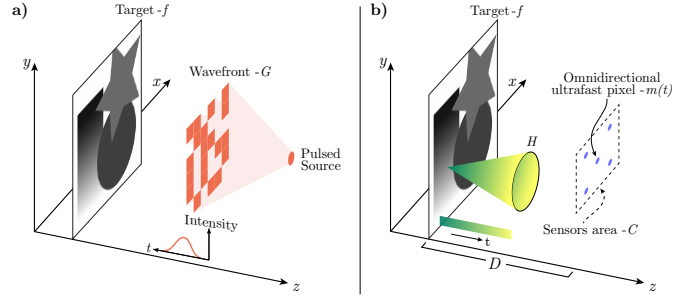 a)
Target -f
y
x
Wavefront -G
Pulsed
Source
Intensity
t
z
b)
Target -f
y
x
Omnidirectional
ultrafast pixel -m(t)
H
Sensors area -C
t
D
z